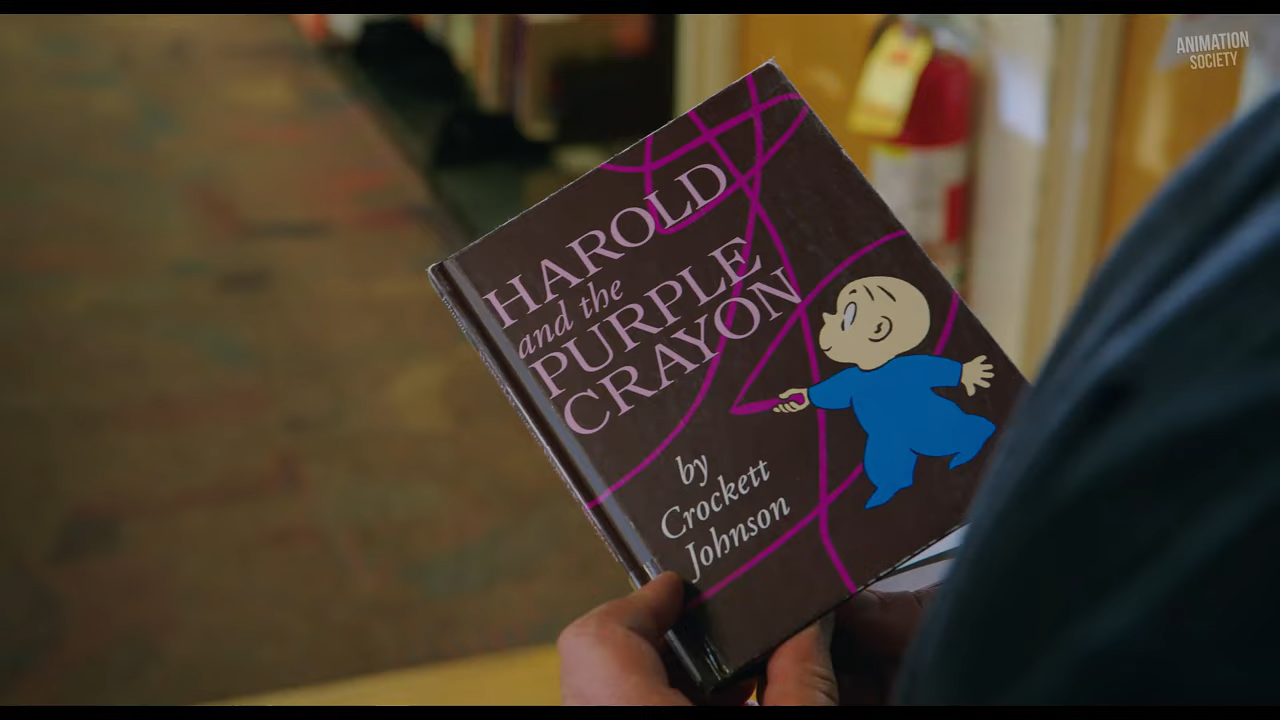 ANIMATION
SOCIETY
HAROLD
and the
PURPLE
CRAYON
by
Crockett
Johnson